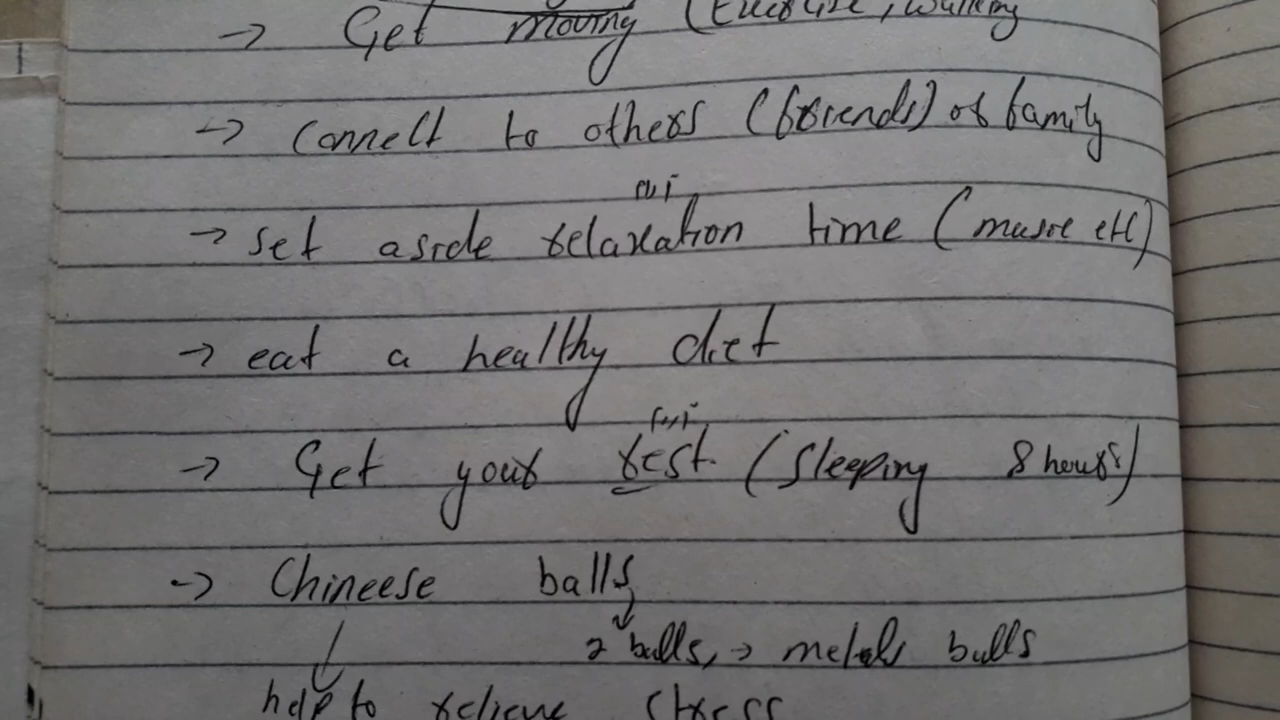 → Get moving (Exercise, walking
→ connect to others (friends) of family
→ set aside relaxation time (music etc)
→ eat a healthy diet
→ Get your rest. (Sleeping 8 hours)
→ Chineese balls
2 balls, → metals balls
help to relieve stress